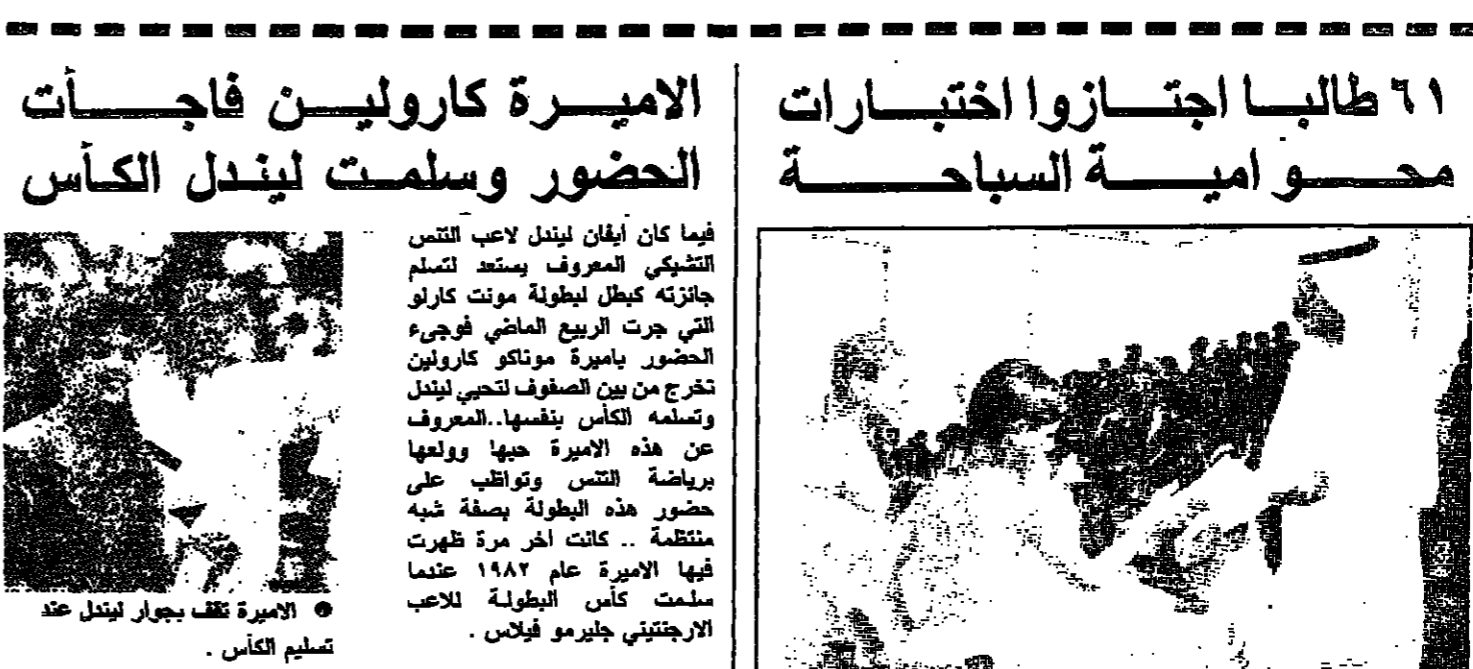 ٦١ طالبا اجتازوا اختبارات
محو امية السباحة
الاميرة كارولين فاجأت
الحضور وسلمت ليندل الكأس
فيما كان أيفان ليندل لاعب التنس
التشيكي المعروف يستعد لتسلم
جائزته كبطل لبطولة مونت كارلو
التي جرت الربيع الماضي فوجىء
الحضور باميرة موناكو كارولين
تخرج من بين الصفوف لتحيي ليندل
وتسلمه الكأس بنفسها..المعروف
عن هذه الاميرة حبها وولعها
برياضة التنس وتواظب على
حضور هذه البطولة بصفة شبه
منتظمة .. كانت اخر مرة ظهرت
فيها الاميرة عام ١٩٨٢ عندما
سلمت كأس البطولة للاعب
الارجنتيني جليرمو فيلاس .
● الاميرة تقف بجوار ليندل عند
تسليم الكأس .